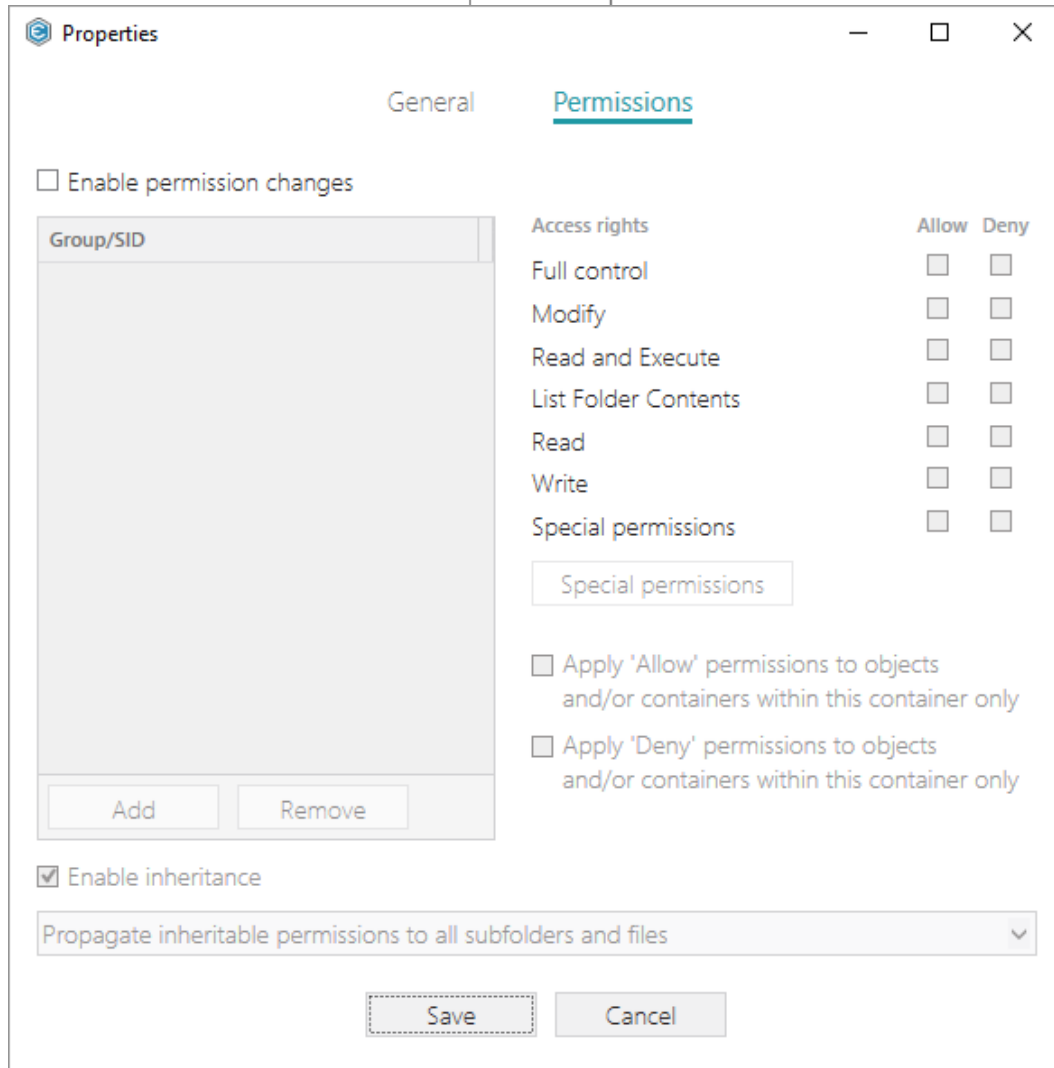 Properties
General Permissions
Enable permission changes
Group/SID
Access rights Allow Deny
Full control
Modify
Read and Execute
List Folder Contents
Read
Write
Special permissions
Special permissions
Apply 'Allow' permissions to objects
and/or containers within this container only
Apply 'Deny' permissions to objects
and/or containers within this container only
Add Remove
Enable inheritance
Propagate inheritable permissions to all subfolders and files
Save Cancel